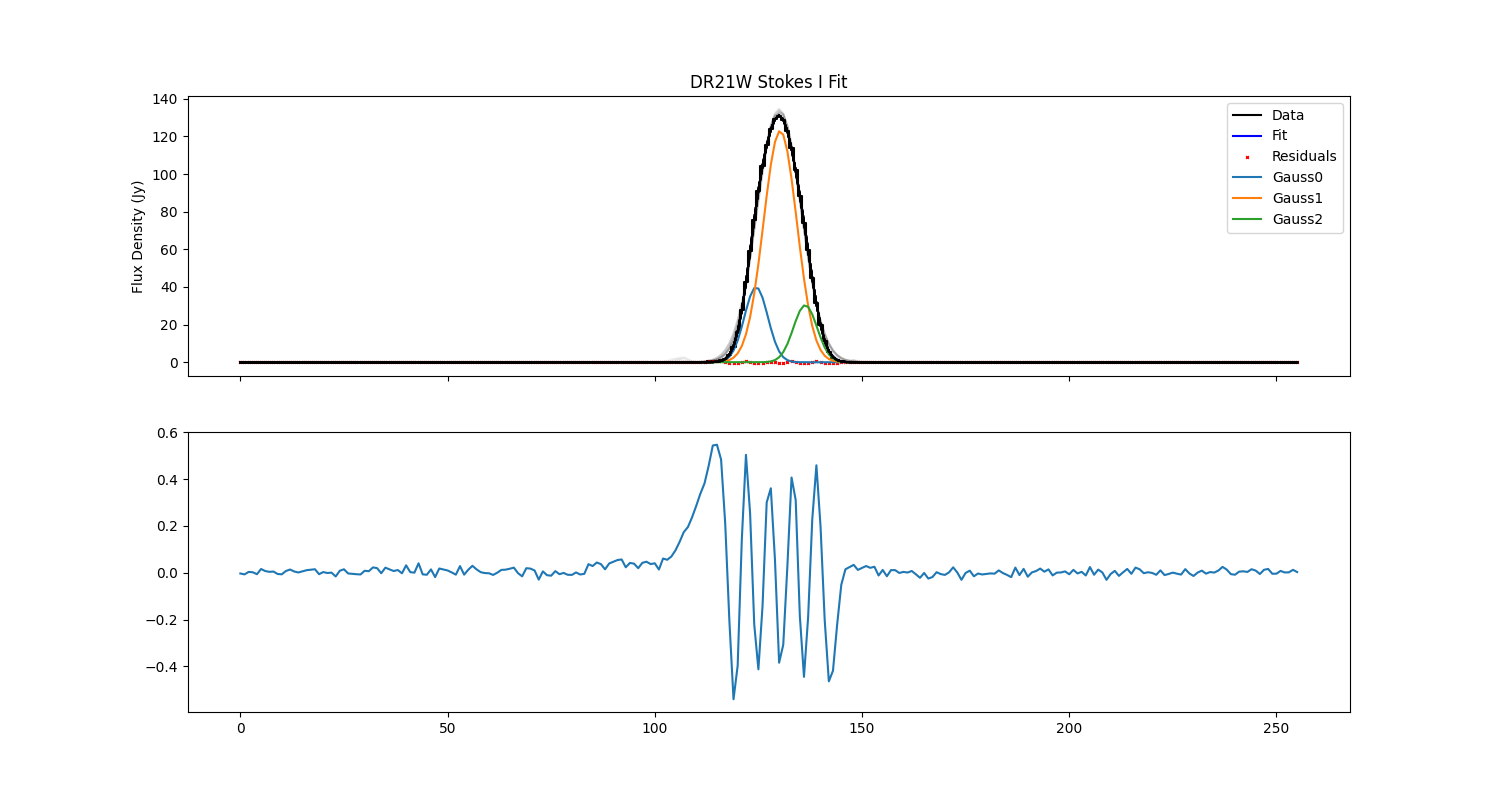 DR21W Stokes I Fit
Flux Density (Jy)
140
120
100
80
60
40
20
0
Data
Fit
Residuals
Gauss0
Gauss1
Gauss2
0.6
0.4
0.2
0.0
−0.2
−0.4
0 50 100 150 200 250